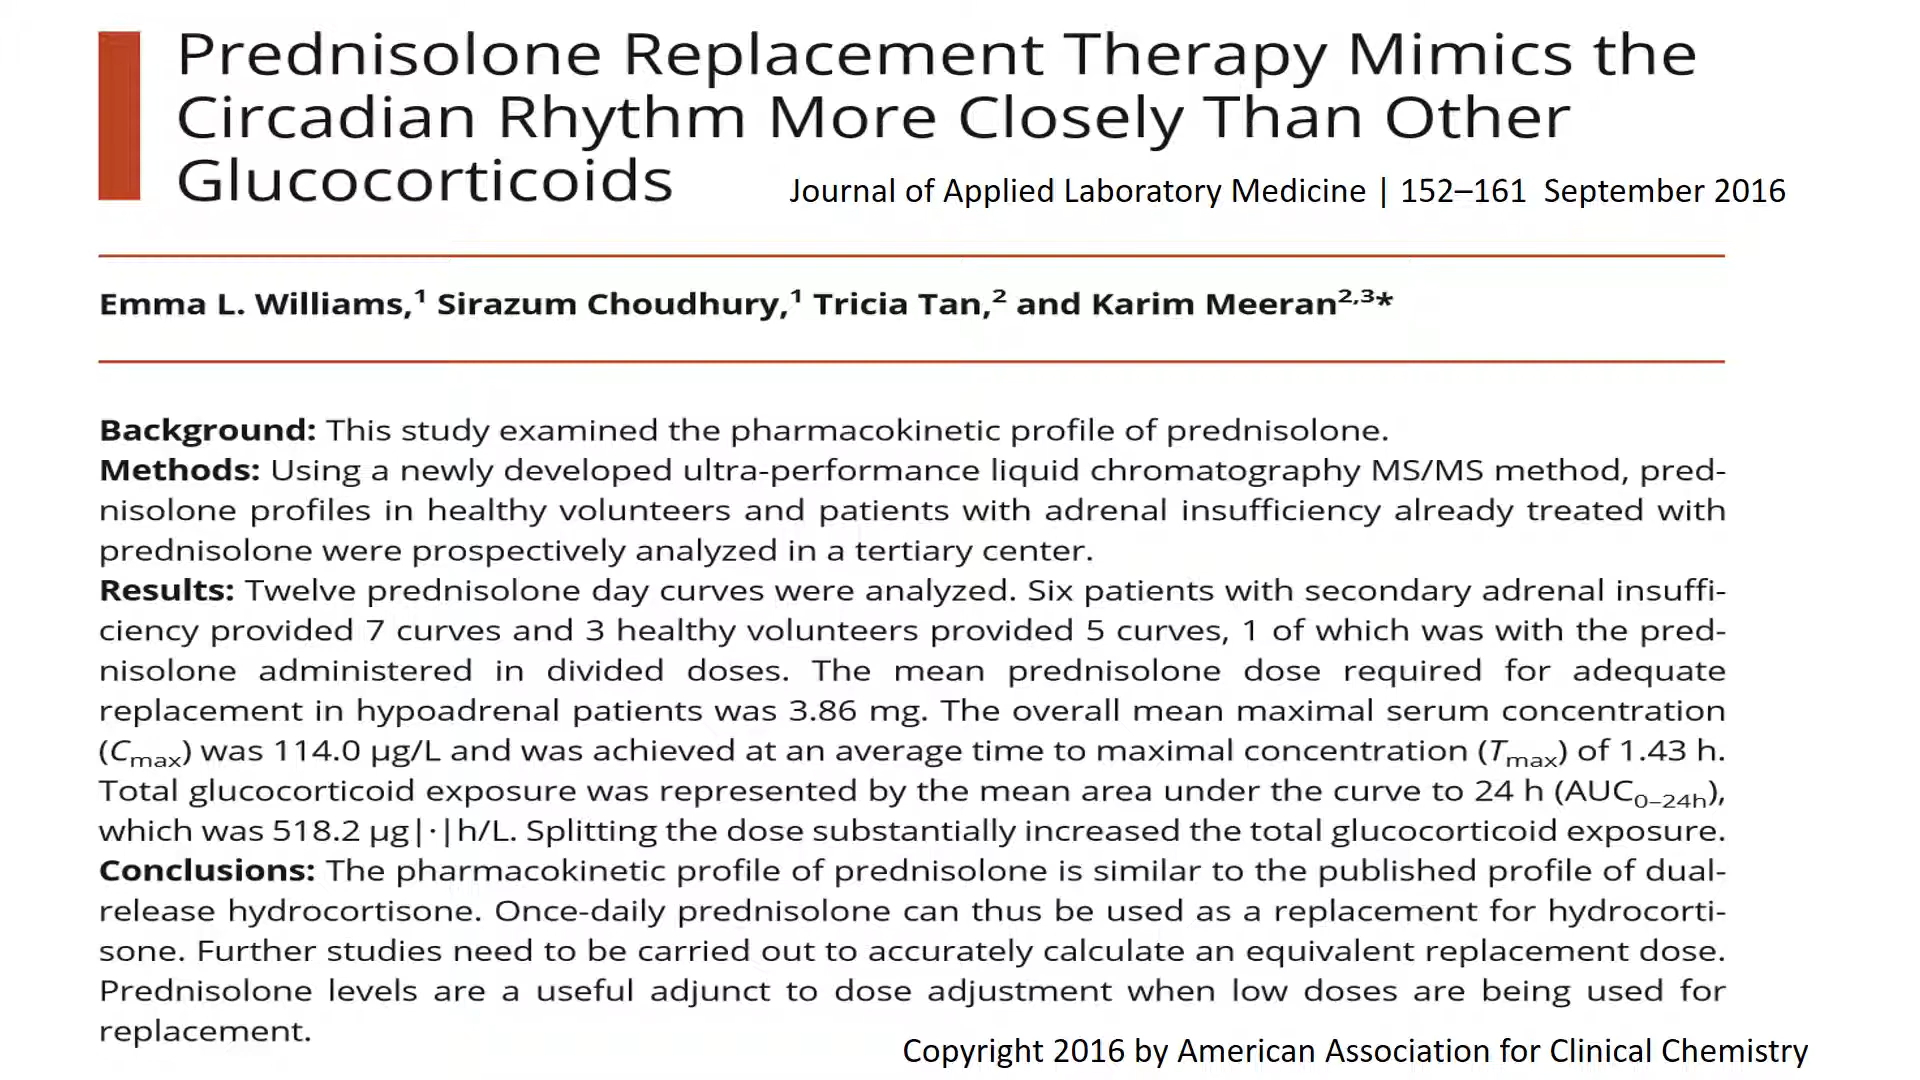 Prednisolone Replacement Therapy Mimics the
Circadian Rhythm More Closely Than Other
Glucocorticoids
Journal of Applied Laboratory Medicine | 152–161 September 2016
Emma L. Williams,¹ Sirazum Choudhury,¹ Tricia Tan,² and Karim Meeran²,³*
Background: This study examined the pharmacokinetic profile of prednisolone.
Methods: Using a newly developed ultra-performance liquid chromatography MS/MS method, pred-
nisolone profiles in healthy volunteers and patients with adrenal insufficiency already treated with
prednisolone were prospectively analyzed in a tertiary center.
Results: Twelve prednisolone day curves were analyzed. Six patients with secondary adrenal insuffi-
ciency provided 7 curves and 3 healthy volunteers provided 5 curves, 1 of which was with the pred-
nisolone administered in divided doses. The mean prednisolone dose required for adequate
replacement in hypoadrenal patients was 3.86 mg. The overall mean maximal serum concentration
(Cmax) was 114.0 μg/L and was achieved at an average time to maximal concentration (Tmax) of 1.43 h.
Total glucocorticoid exposure was represented by the mean area under the curve to 24 h (AUC0–24h),
which was 518.2 μg|·|h/L. Splitting the dose substantially increased the total glucocorticoid exposure.
Conclusions: The pharmacokinetic profile of prednisolone is similar to the published profile of dual-
release hydrocortisone. Once-daily prednisolone can thus be used as a replacement for hydrocorti-
sone. Further studies need to be carried out to accurately calculate an equivalent replacement dose.
Prednisolone levels are a useful adjunct to dose adjustment when low doses are being used for
replacement.
Copyright 2016 by American Association for Clinical Chemistry